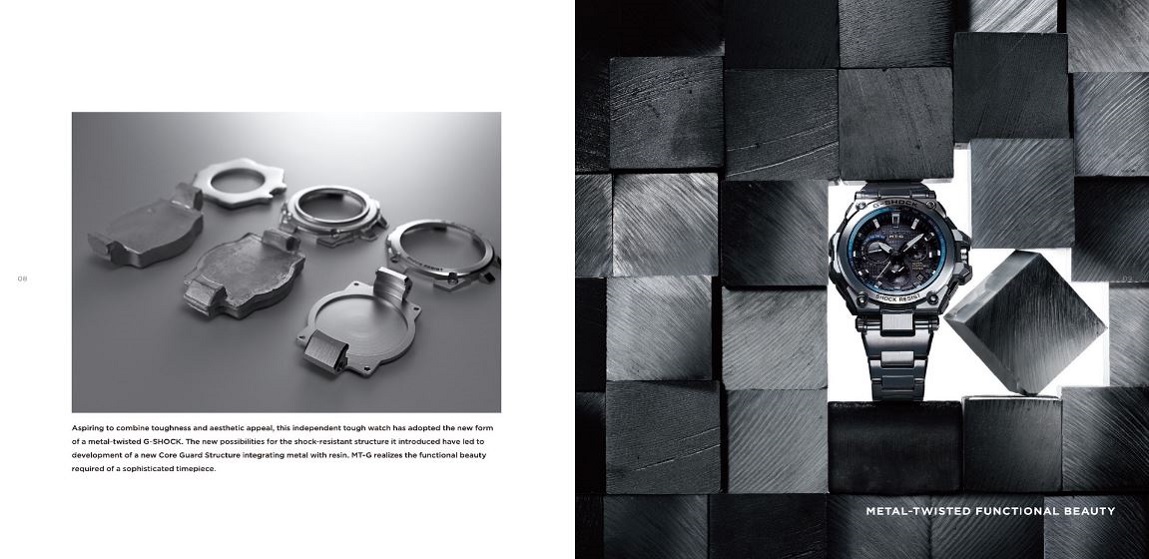 08
Aspiring to combine toughness and aesthetic appeal, this independent tough watch has adopted the new form
of a metal-twisted G-SHOCK. The new possibilities for the shock-resistant structure it introduced have led to
development of a new Core Guard Structure integrating metal with resin. MT-G realizes the functional beauty
required of a sophisticated timepiece.
G-SHOCK
MT-G
SHOCK RESIST
METAL-TWISTED FUNCTIONAL BEAUTY